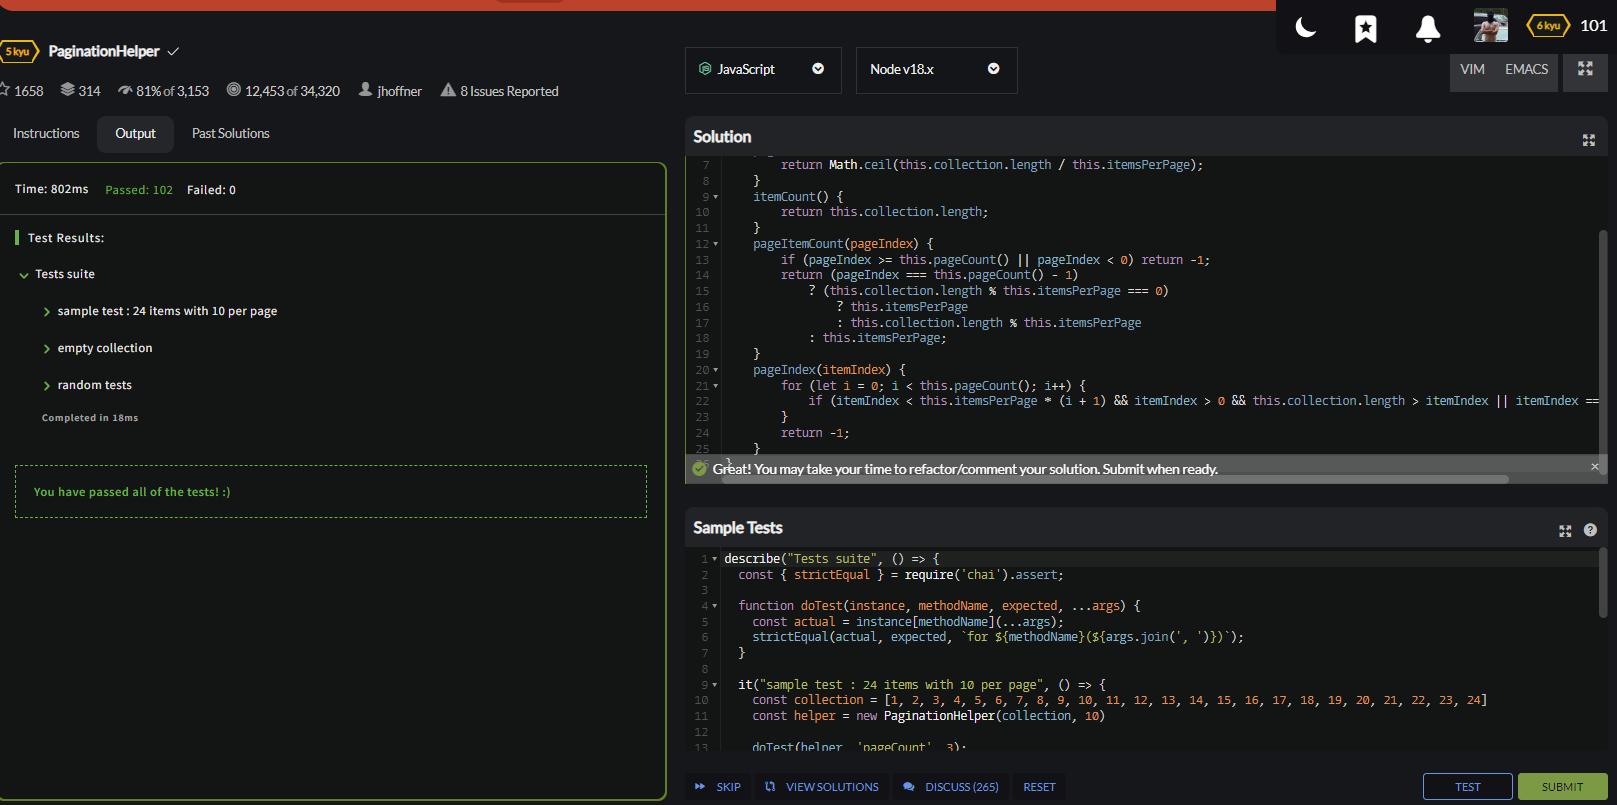 6 kyu 101
5 kyu PaginationHelper
1658 314 81% of 3,153 12,453 of 34,320 jhoffner 8 Issues Reported
Instructions Output Past Solutions
Time: 802ms Passed: 102 Failed: 0
Test Results:
Tests suite
sample test : 24 items with 10 per page
empty collection
random tests
Completed in 18ms
You have passed all of the tests! :)
JavaScript Node v18.x VIM EMACS
Solution
7 return Math.ceil(this.collection.length / this.itemsPerPage);
8 }
9 itemCount() {
10 return this.collection.length;
11 }
12 pageItemCount(pageIndex) {
13 if (pageIndex >= this.pageCount() || pageIndex < 0) return -1;
14 return (pageIndex === this.pageCount() - 1)
15 ? (this.collection.length % this.itemsPerPage === 0)
16 ? this.itemsPerPage
17 : this.collection.length % this.itemsPerPage
18 : this.itemsPerPage;
19 }
20 pageIndex(itemIndex) {
21 for (let i = 0; i < this.pageCount(); i++) {
22 if (itemIndex < this.itemsPerPage * (i + 1) && itemIndex > 0 && this.collection.length > itemIndex || itemIndex ==
23 }
24 return -1;
25 }
26 }
Great! You may take your time to refactor/comment your solution. Submit when ready.
Sample Tests
1 describe("Tests suite", () => {
2 const { strictEqual } = require('chai').assert;
3
4 function doTest(instance, methodName, expected, ...args) {
5 const actual = instance[methodName](...args);
6 strictEqual(actual, expected, `for ${methodName}(${args.join(', ')})`);
7 }
8
9 it("sample test : 24 items with 10 per page", () => {
10 const collection = [1, 2, 3, 4, 5, 6, 7, 8, 9, 10, 11, 12, 13, 14, 15, 16, 17, 18, 19, 20, 21, 22, 23, 24]
11 const helper = new PaginationHelper(collection, 10)
12
13 doTest(helper, 'pageCount', 3);
SKIP VIEW SOLUTIONS DISCUSS (265) RESET TEST SUBMIT